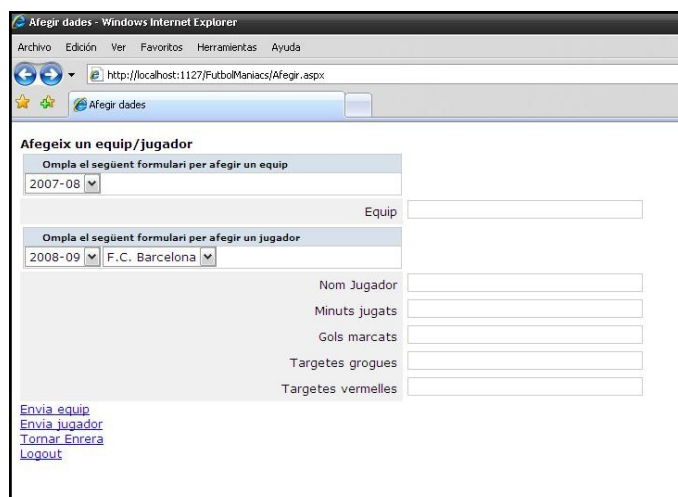 Afegir dades - Windows Internet Explorer
Archivo Edición Ver Favoritos Herramientas Ayuda
http://localhost:1127/FutbolManiacs/Afegir.aspx
Afegir dades
Afegeix un equip/jugador
Ompla el següent formulari per afegir un equip
2007-08
Equip
Ompla el següent formulari per afegir un jugador
2008-09 F.C. Barcelona
Nom Jugador
Minuts jugats
Gols marcats
Targetes grogues
Targetes vermelles
Envia equip
Envia jugador
Tornar Enrera
Logout